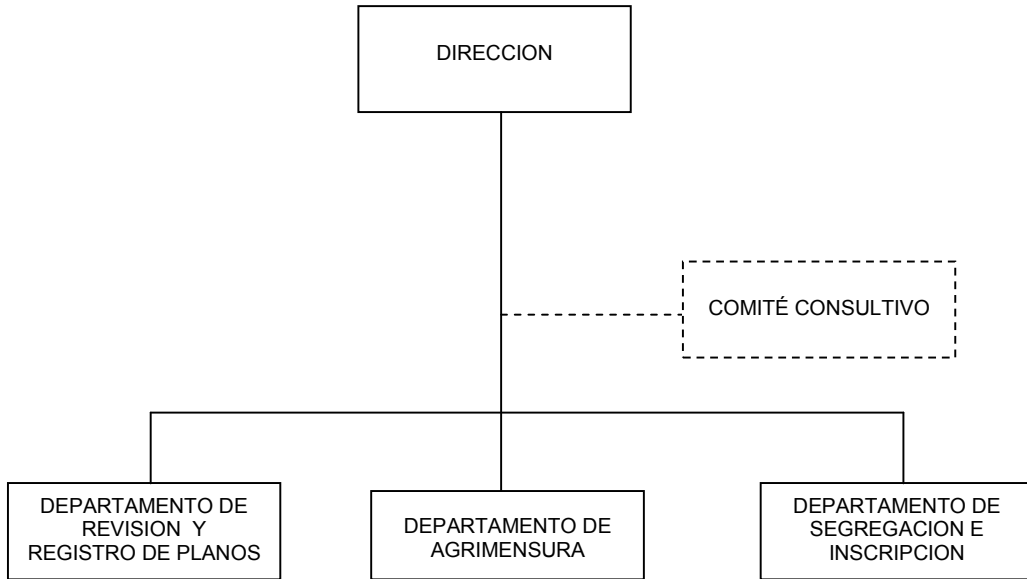 DIRECCION
COMITÉ CONSULTIVO
DEPARTAMENTO DE
REVISION Y
REGISTRO DE PLANOS
DEPARTAMENTO DE
AGRIMENSURA
DEPARTAMENTO DE
SEGREGACION E
INSCRIPCION